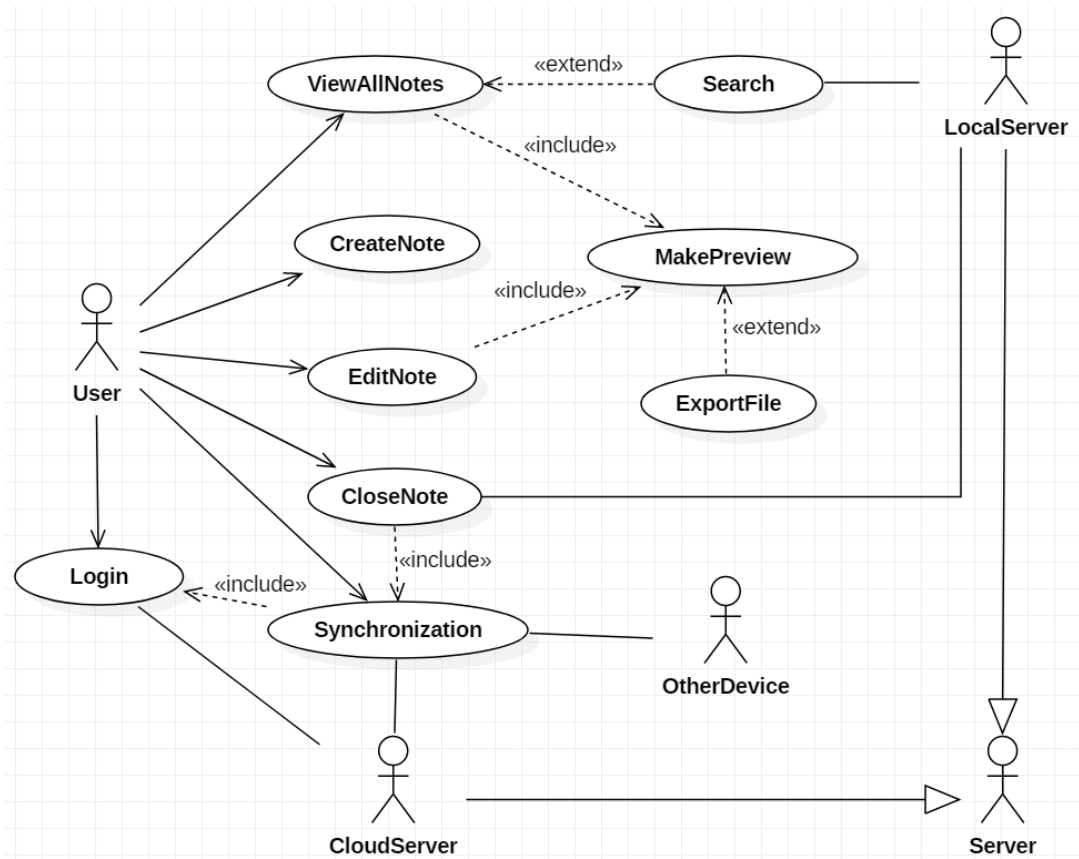 «extend»
ViewAllNotes
Search
LocalServer
«include»
CreateNote
MakePreview
«include»
«extend»
EditNote
User
ExportFile
CloseNote
«include»
Login
«include»
Synchronization
OtherDevice
CloudServer
Server